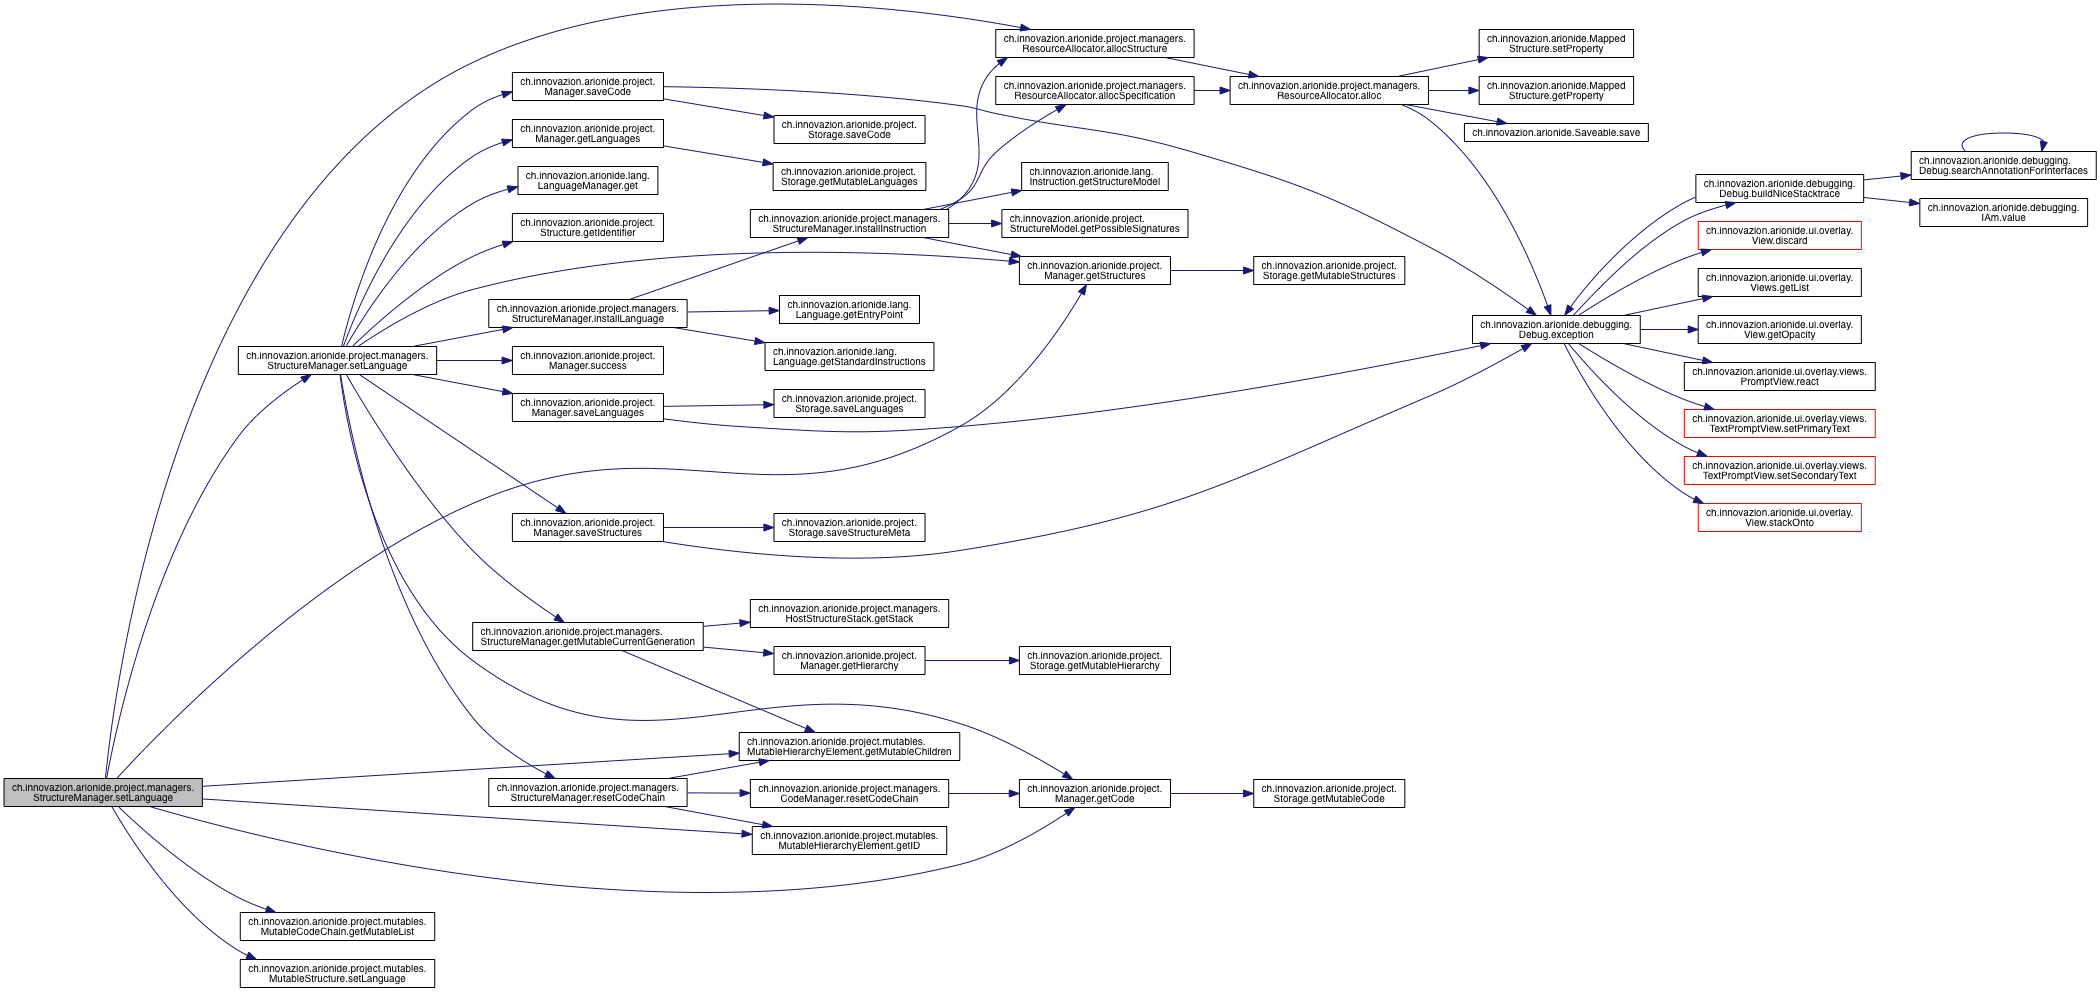 ch.innovazion.arionide.project.managers.
StructureManager.setLanguage
ch.innovazion.arionide.project.managers.
StructureManager.setLanguage
ch.innovazion.arionide.project.mutables.
MutableCodeChain.getMutableList
ch.innovazion.arionide.project.mutables.
MutableStructure.setLanguage
ch.innovazion.arionide.project.
Manager.saveCode
ch.innovazion.arionide.project.
Manager.getLanguages
ch.innovazion.arionide.lang.
LanguageManager.get
ch.innovazion.arionide.project.
Structure.getIdentifier
ch.innovazion.arionide.project.managers.
StructureManager.installLanguage
ch.innovazion.arionide.project.
Manager.success
ch.innovazion.arionide.project.
Manager.saveLanguages
ch.innovazion.arionide.project.
Manager.saveStructures
ch.innovazion.arionide.project.managers.
StructureManager.getMutableCurrentGeneration
ch.innovazion.arionide.project.managers.
StructureManager.resetCodeChain
ch.innovazion.arionide.project.
Storage.saveCode
ch.innovazion.arionide.project.
Storage.getMutableLanguages
ch.innovazion.arionide.project.managers.
StructureManager.installInstruction
ch.innovazion.arionide.lang.
Language.getEntryPoint
ch.innovazion.arionide.lang.
Language.getStandardInstructions
ch.innovazion.arionide.project.
Storage.saveLanguages
ch.innovazion.arionide.project.
Storage.saveStructureMeta
ch.innovazion.arionide.project.managers.
HostStructureStack.getStack
ch.innovazion.arionide.project.
Manager.getHierarchy
ch.innovazion.arionide.project.mutables.
MutableHierarchyElement.getMutableChildren
ch.innovazion.arionide.project.managers.
CodeManager.resetCodeChain
ch.innovazion.arionide.project.mutables.
MutableHierarchyElement.getID
ch.innovazion.arionide.project.managers.
ResourceAllocator.allocStructure
ch.innovazion.arionide.project.managers.
ResourceAllocator.allocSpecification
ch.innovazion.arionide.lang.
Instruction.getStructureModel
ch.innovazion.arionide.project.
StructureModel.getPossibleSignatures
ch.innovazion.arionide.project.
Manager.getStructures
ch.innovazion.arionide.project.
Storage.getMutableHierarchy
ch.innovazion.arionide.project.
Manager.getCode
ch.innovazion.arionide.project.managers.
ResourceAllocator.alloc
ch.innovazion.arionide.project.
Storage.getMutableStructures
ch.innovazion.arionide.project.
Storage.getMutableCode
ch.innovazion.arionide.Mapped
Structure.setProperty
ch.innovazion.arionide.Mapped
Structure.getProperty
ch.innovazion.arionide.Saveable.save
ch.innovazion.arionide.debugging.
Debug.exception
ch.innovazion.arionide.debugging.
Debug.buildNiceStacktrace
ch.innovazion.arionide.ui.overlay.
View.discard
ch.innovazion.arionide.ui.overlay.
Views.getList
ch.innovazion.arionide.ui.overlay.
View.getOpacity
ch.innovazion.arionide.ui.overlay.views.
PromptView.react
ch.innovazion.arionide.ui.overlay.views.
TextPromptView.setPrimaryText
ch.innovazion.arionide.ui.overlay.views.
TextPromptView.setSecondaryText
ch.innovazion.arionide.ui.overlay.
View.stackOnto
ch.innovazion.arionide.debugging.
Debug.searchAnnotationForInterfaces
ch.innovazion.arionide.debugging.
IAm.value